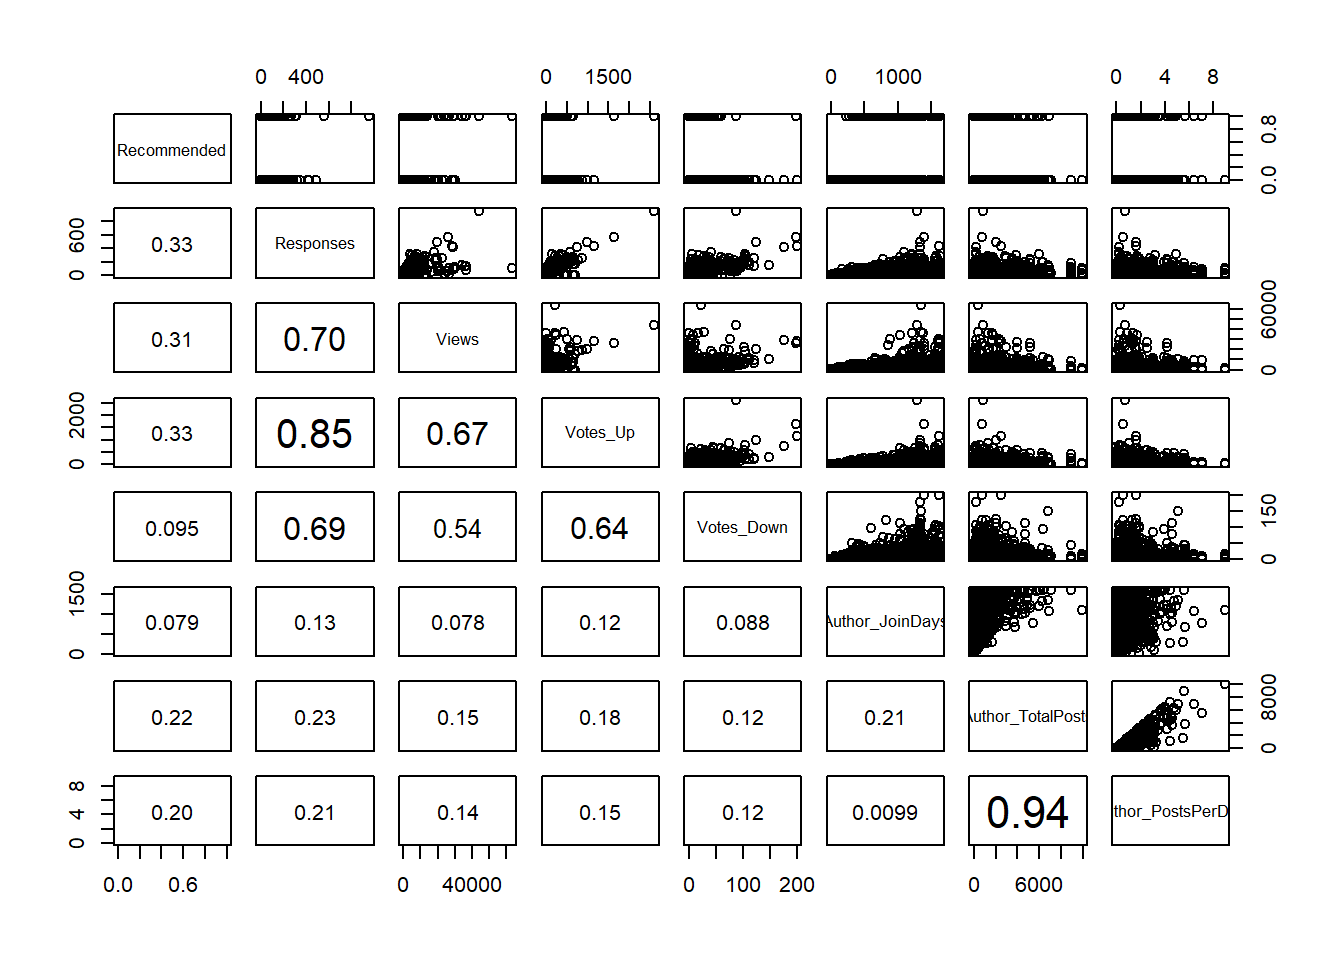 0 400 0 1500 0 1000 0 4 8
Recommended 0.0 0.8
0 600 0.33 Responses
0.31 0.70 Views 0 60000
0 2000 0.33 0.85 0.67 Votes_Up
0.095 0.69 0.54 0.64 Votes_Down 0 150
0 1500 0.079 0.13 0.078 0.12 0.088 Author_JoinDays
0.22 0.23 0.15 0.18 0.12 0.21 uthor_TotalPost 0 8000
0 4 8 0.20 0.21 0.14 0.15 0.12 0.0099 0.94 thor_PostsPerD
0.0 0.6 0 40000 0 100 200 0 6000